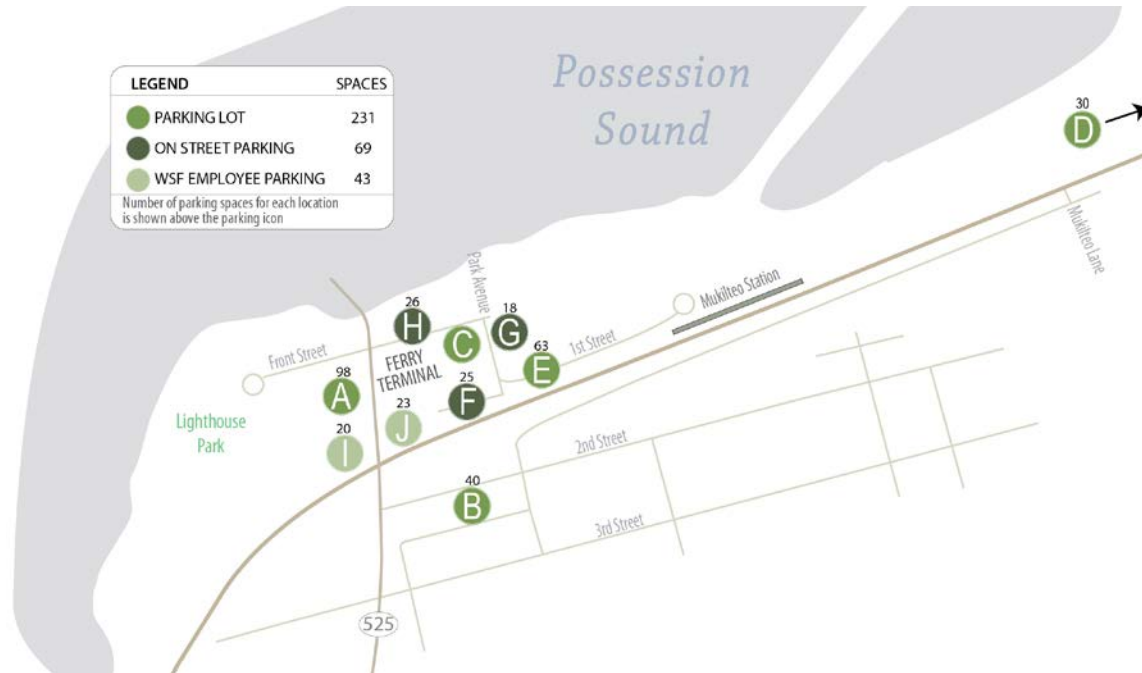 Possession
Sound
LEGEND SPACES
PARKING LOT 231
ON STREET PARKING 69
WSF EMPLOYEE PARKING 43
Number of parking spaces for each location
is shown above the parking icon
30
D
Mukilteo Lane
Park Avenue
Mukilteo Station
26
H
18
G
C
Front Street
FERRY
TERMINAL
63
E
1st Street
98
A
25
F
Lighthouse
Park
23
J
20
I
2nd Street
40
B
3rd Street
525